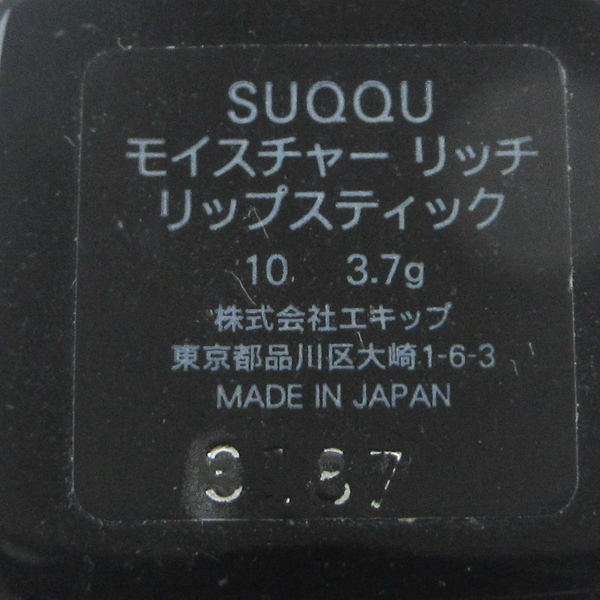 SUQQU
モイスチャー リッチ
リップスティック
10 3.7g
株式会社エキップ
東京都品川区大崎1-6-3
MADE IN JAPAN